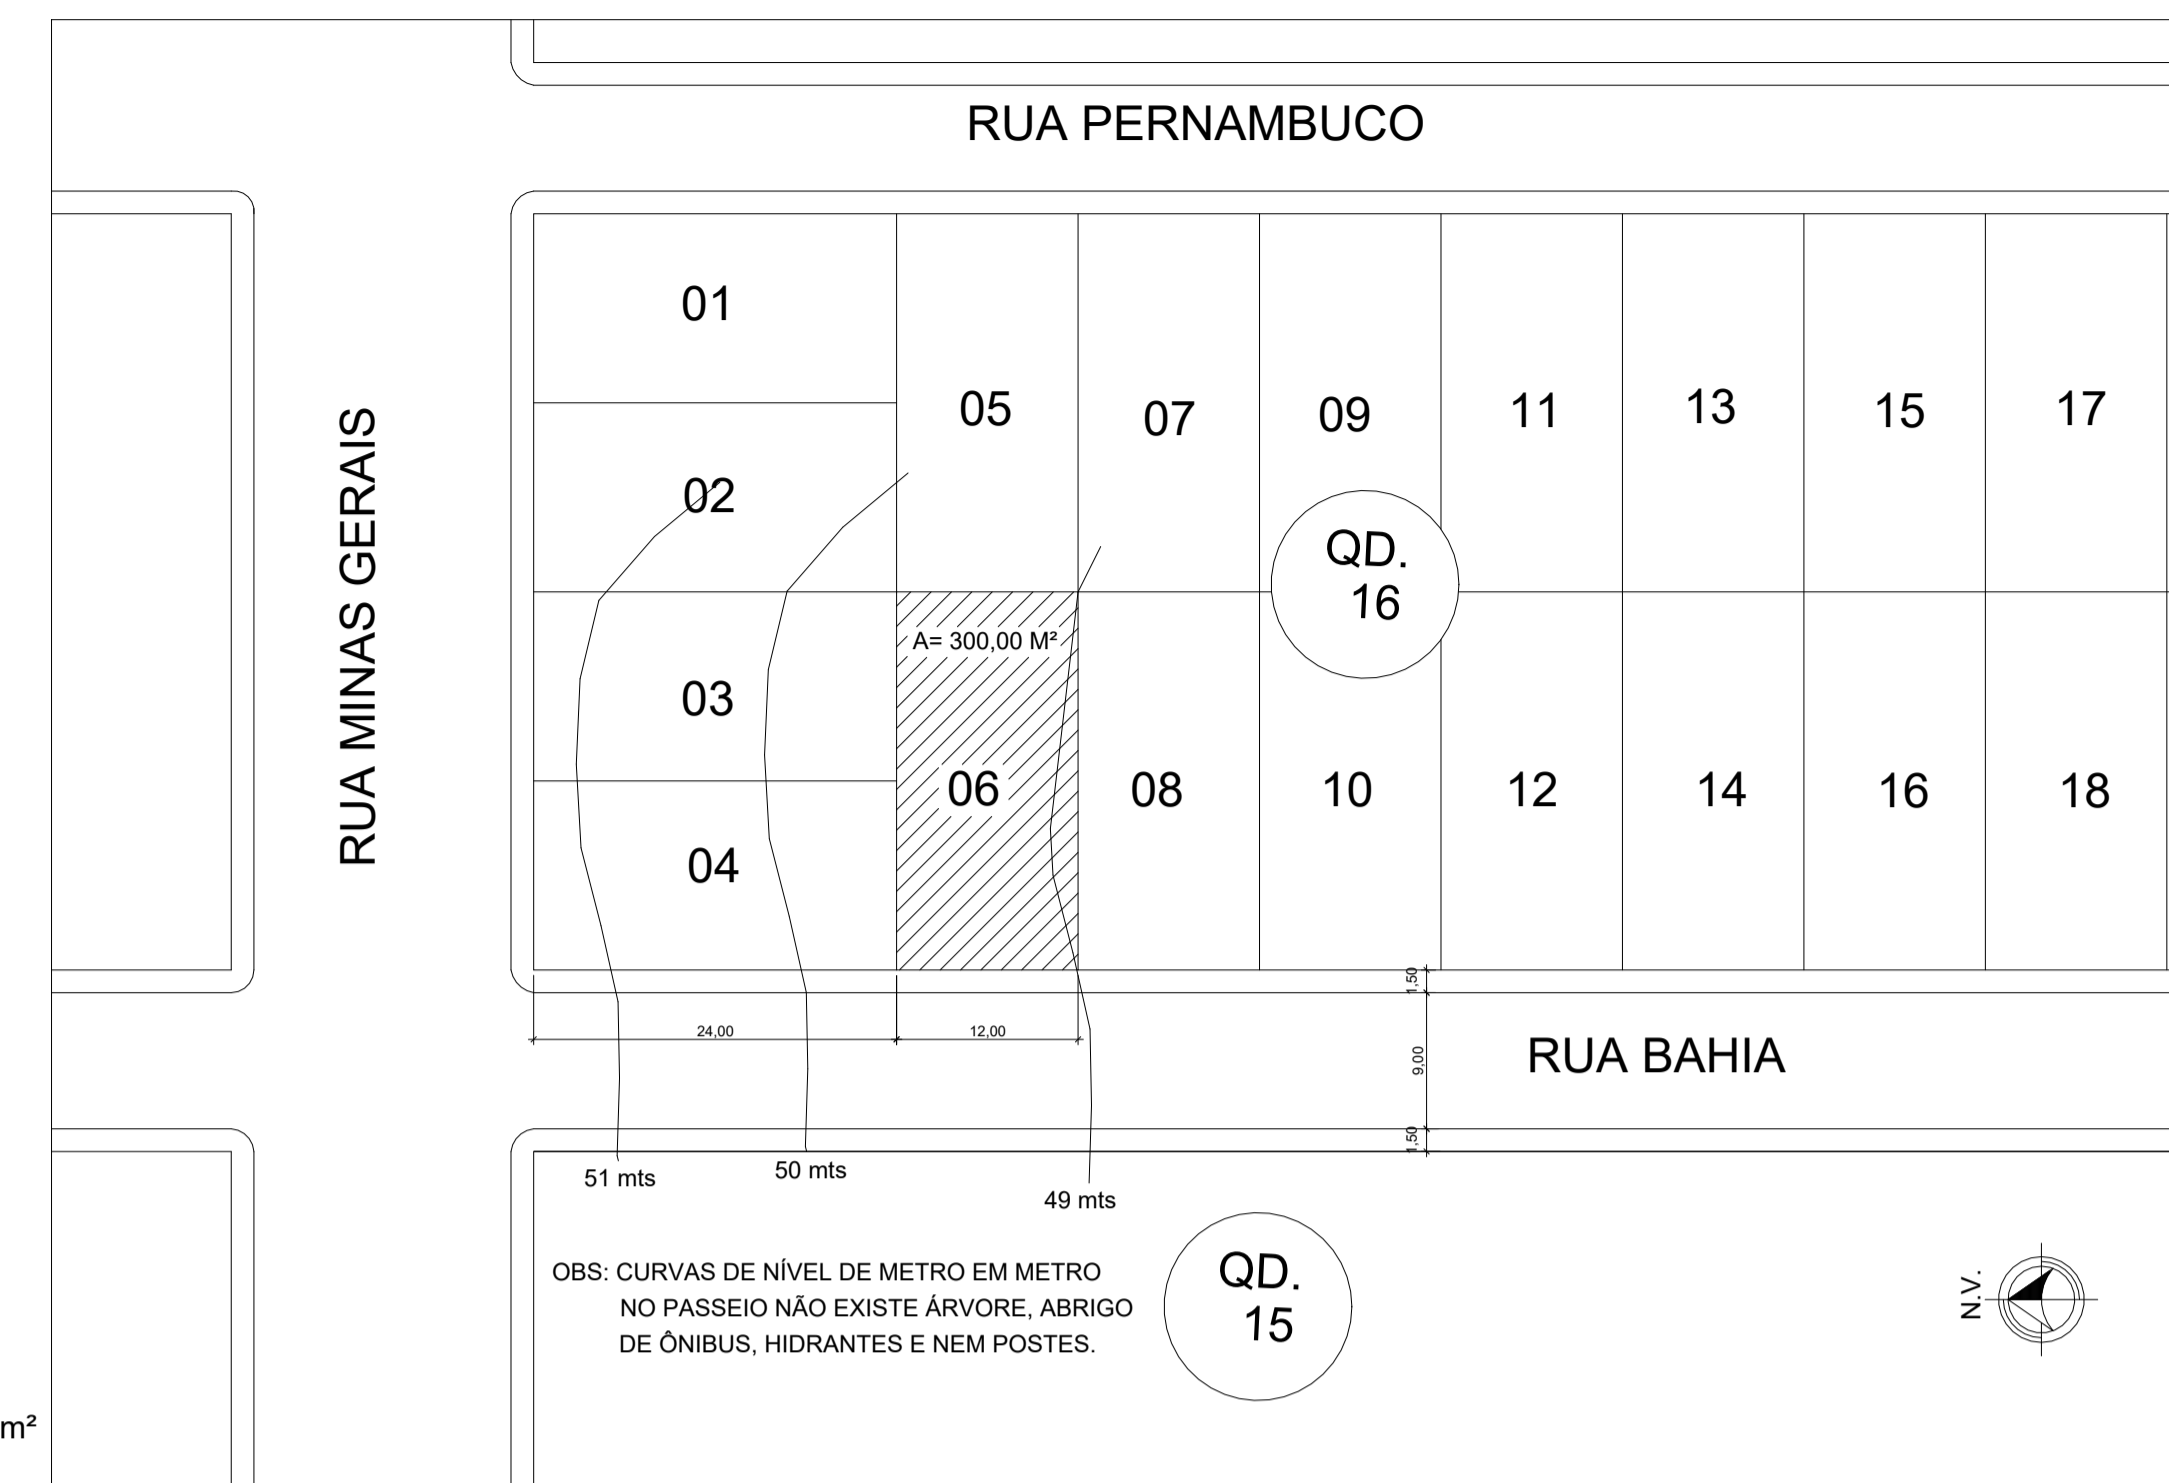 RUA PERNAMBUCO
RUA MINAS GERAIS
01
02
03
04
05
07
09
11
13
15
17
QD.
16
A= 300,00 M²
06
08
10
12
14
16
18
1,50
24,00
12,00
9,00
RUA BAHIA
1,50
51 mts
50 mts
49 mts
OBS: CURVAS DE NÍVEL DE METRO EM METRO
NO PASSEIO NÃO EXISTE ÁRVORE, ABRIGO
DE ÔNIBUS, HIDRANTES E NEM POSTES.
QD.
15
N.V.
m²